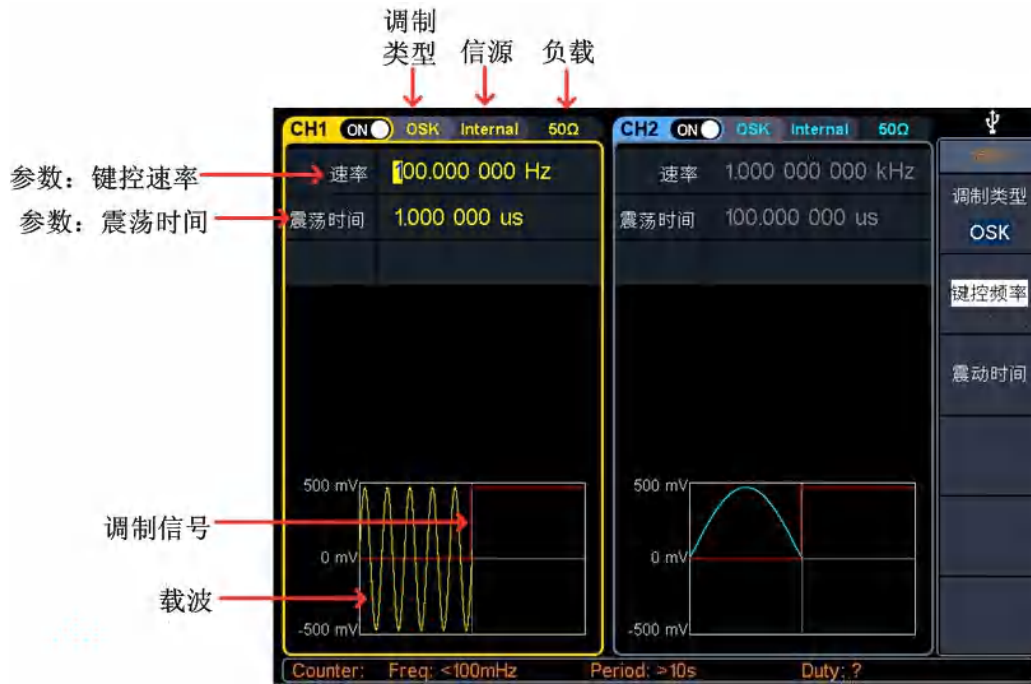 调制
类型 信源 负载
CH1 ON OSK Internal 50Ω CH2 ON OSK Internal 50Ω
参数：键控速率 速率 100.000 000 Hz 速率 1.000 000 000 kHz
调制类型
参数：震荡时间 震荡时间 1.000 000 us 震荡时间 100.000 000 us OSK
键控频率
震动时间
500 mV 500 mV
调制信号
0 mV 0 mV
载波
-500 mV -500 mV
Counter: Freq: <100mHz Period: >10s Duty: ?